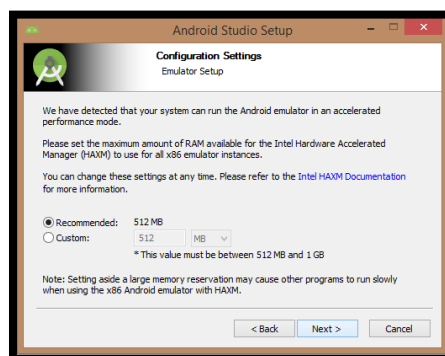 Android Studio Setup
Configuration Settings
Emulator Setup
We have detected that your system can run the Android emulator in an accelerated
performance mode.
Please set the maximum amount of RAM available for the Intel Hardware Accelerated
Manager (HAXM) to use for all x86 emulator instances.
You can change these settings at any time. Please refer to the Intel HAXM Documentation
for more information.
Recommended: 512 MB
Custom: 512 MB
* This value must be between 512 MB and 1 GB
Note: Setting aside a large memory reservation may cause other programs to run slowly
when using the x86 Android emulator with HAXM.
< Back Next > Cancel